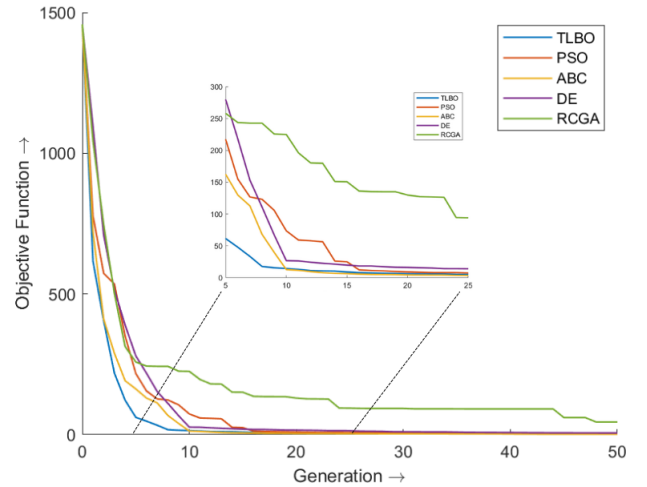 1500
1000
500
0
Objective Function →
0
10
20
30
40
50
Generation →
TLBO
PSO
ABC
DE
RCGA
300
250
200
150
100
50
0
5
10
15
20
25
TLBO
PSO
ABC
DE
RCGA